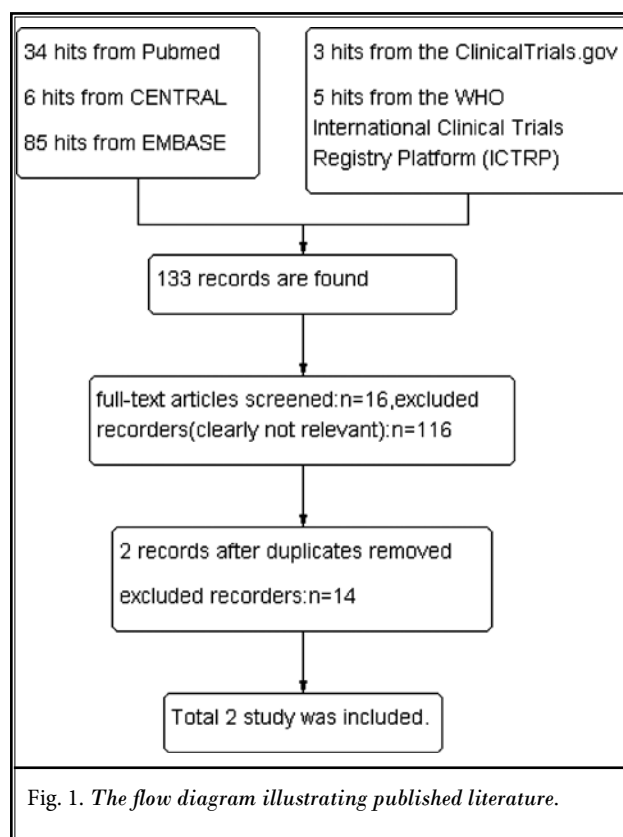 34 hits from Pubmed
6 hits from CENTRAL
85 hits from EMBASE
3 hits from the ClinicalTrials.gov
5 hits from the WHO
International Clinical Trials
Registry Platform (ICTRP)
133 records are found
full-text articles screened:n=16,excluded
recorders(clearly not relevant):n=116
2 records after duplicates removed
excluded recorders:n=14
Total 2 study was included.
Fig. 1. The flow diagram illustrating published literature.